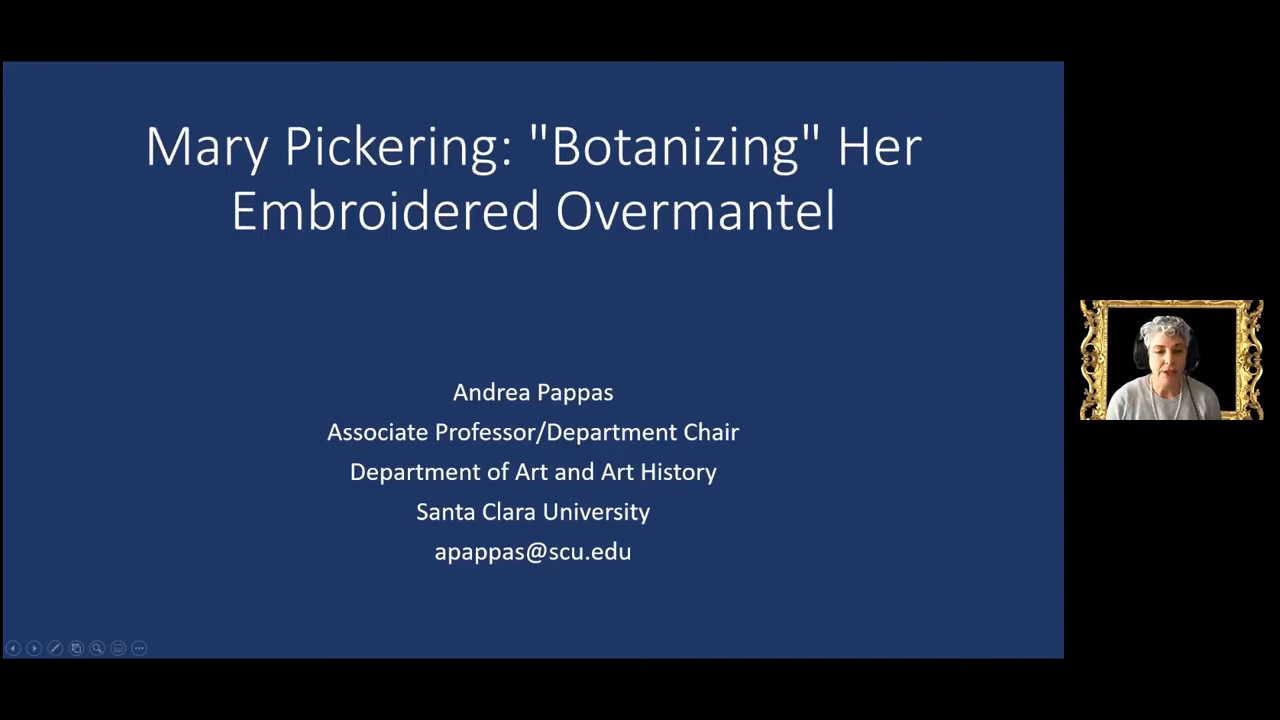 Mary Pickering: "Botanizing" Her
Embroidered Overmantel
Andrea Pappas
Associate Professor/Department Chair
Department of Art and Art History
Santa Clara University
apappas@scu.edu